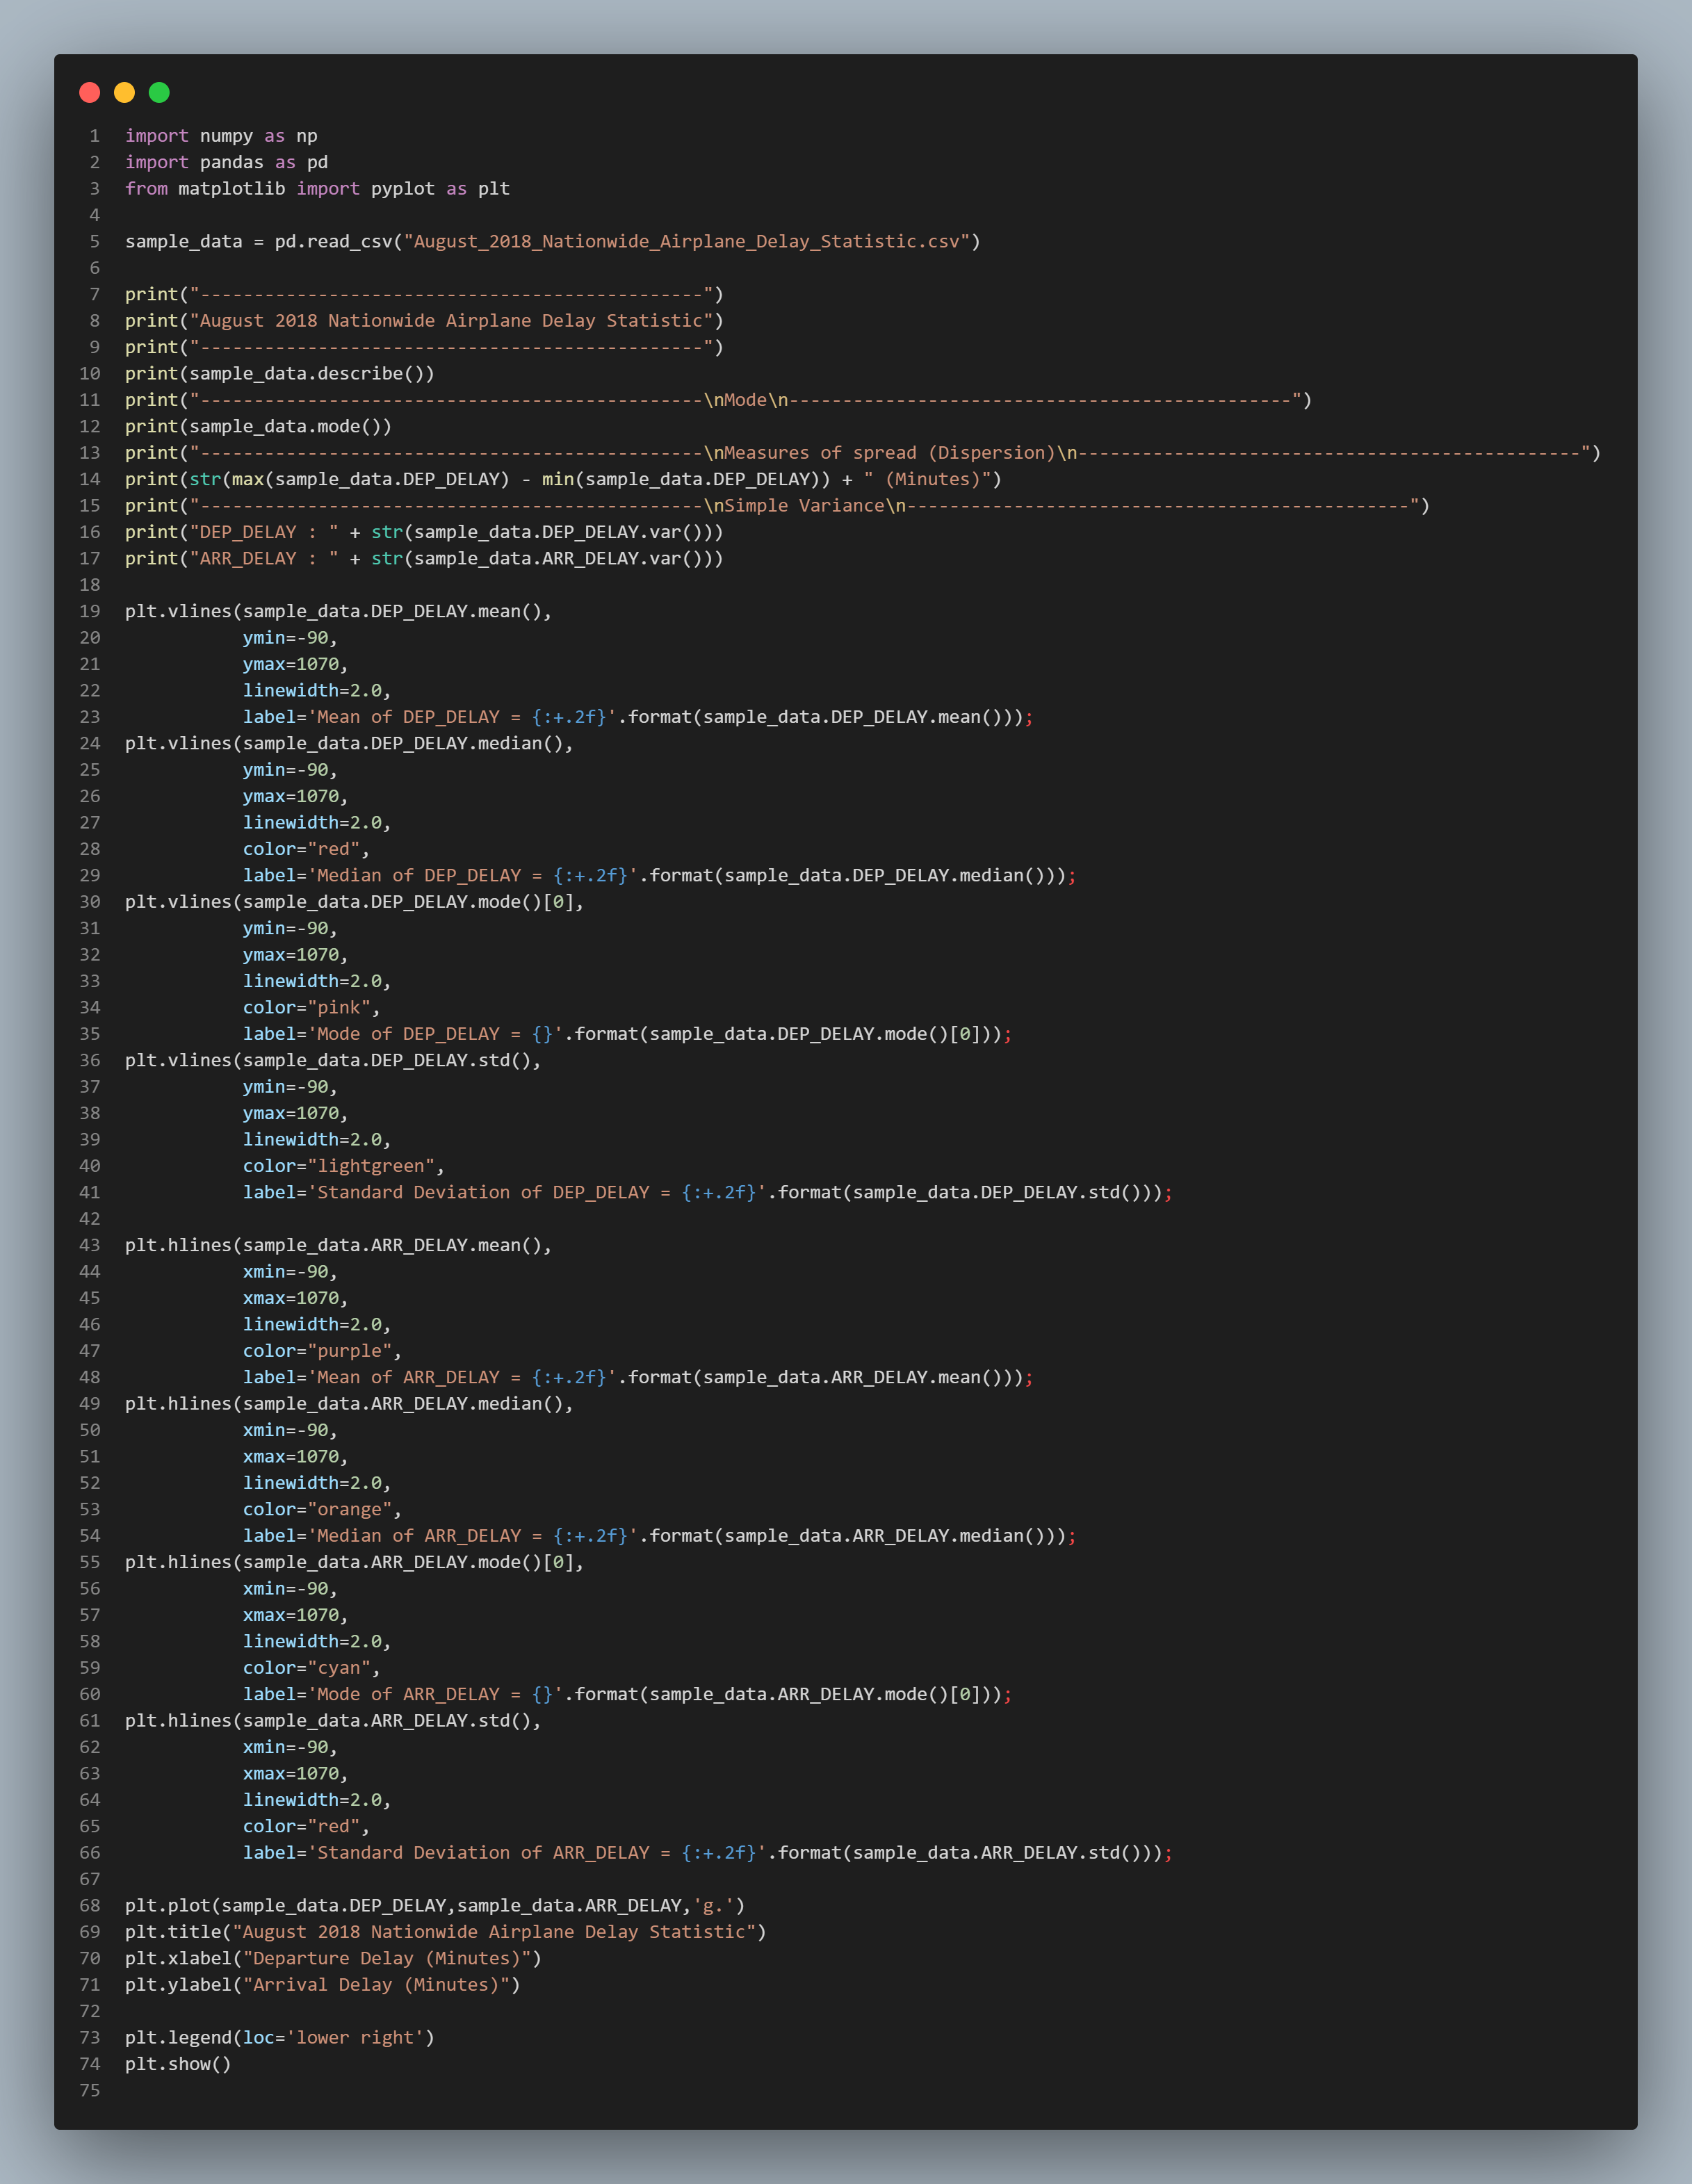 1 import numpy as np
2 import pandas as pd
3 from matplotlib import pyplot as plt
4
5 sample_data = pd.read_csv("August_2018_Nationwide_Airplane_Delay_Statistic.csv")
6
7 print("-----------------------------------------------")
8 print("August 2018 Nationwide Airplane Delay Statistic")
9 print("-----------------------------------------------")
10 print(sample_data.describe())
11 print("-----------------------------------------------\nMode\n-----------------------------------------------")
12 print(sample_data.mode())
13 print("-----------------------------------------------\nMeasures of spread (Dispersion)\n-----------------------------------------------")
14 print(str(max(sample_data.DEP_DELAY) - min(sample_data.DEP_DELAY)) + " (Minutes)")
15 print("-----------------------------------------------\nSimple Variance\n-----------------------------------------------")
16 print("DEP_DELAY : " + str(sample_data.DEP_DELAY.var()))
17 print("ARR_DELAY : " + str(sample_data.ARR_DELAY.var()))
18
19 plt.vlines(sample_data.DEP_DELAY.mean(),
20            ymin=-90,
21            ymax=1070,
22            linewidth=2.0,
23            label='Mean of DEP_DELAY = {:+.2f}'.format(sample_data.DEP_DELAY.mean()));
24 plt.vlines(sample_data.DEP_DELAY.median(),
25            ymin=-90,
26            ymax=1070,
27            linewidth=2.0,
28            color="red",
29            label='Median of DEP_DELAY = {:+.2f}'.format(sample_data.DEP_DELAY.median()));
30 plt.vlines(sample_data.DEP_DELAY.mode()[0],
31            ymin=-90,
32            ymax=1070,
33            linewidth=2.0,
34            color="pink",
35            label='Mode of DEP_DELAY = {}'.format(sample_data.DEP_DELAY.mode()[0]));
36 plt.vlines(sample_data.DEP_DELAY.std(),
37            ymin=-90,
38            ymax=1070,
39            linewidth=2.0,
40            color="lightgreen",
41            label='Standard Deviation of DEP_DELAY = {:+.2f}'.format(sample_data.DEP_DELAY.std()));
42
43 plt.hlines(sample_data.ARR_DELAY.mean(),
44            xmin=-90,
45            xmax=1070,
46            linewidth=2.0,
47            color="purple",
48            label='Mean of ARR_DELAY = {:+.2f}'.format(sample_data.ARR_DELAY.mean()));
49 plt.hlines(sample_data.ARR_DELAY.median(),
50            xmin=-90,
51            xmax=1070,
52            linewidth=2.0,
53            color="orange",
54            label='Median of ARR_DELAY = {:+.2f}'.format(sample_data.ARR_DELAY.median()));
55 plt.hlines(sample_data.ARR_DELAY.mode()[0],
56            xmin=-90,
57            xmax=1070,
58            linewidth=2.0,
59            color="cyan",
60            label='Mode of ARR_DELAY = {}'.format(sample_data.ARR_DELAY.mode()[0]));
61 plt.hlines(sample_data.ARR_DELAY.std(),
62            xmin=-90,
63            xmax=1070,
64            linewidth=2.0,
65            color="red",
66            label='Standard Deviation of ARR_DELAY = {:+.2f}'.format(sample_data.ARR_DELAY.std()));
67
68 plt.plot(sample_data.DEP_DELAY,sample_data.ARR_DELAY,'g.')
69 plt.title("August 2018 Nationwide Airplane Delay Statistic")
70 plt.xlabel("Departure Delay (Minutes)")
71 plt.ylabel("Arrival Delay (Minutes)")
72
73 plt.legend(loc='lower right')
74 plt.show()
75